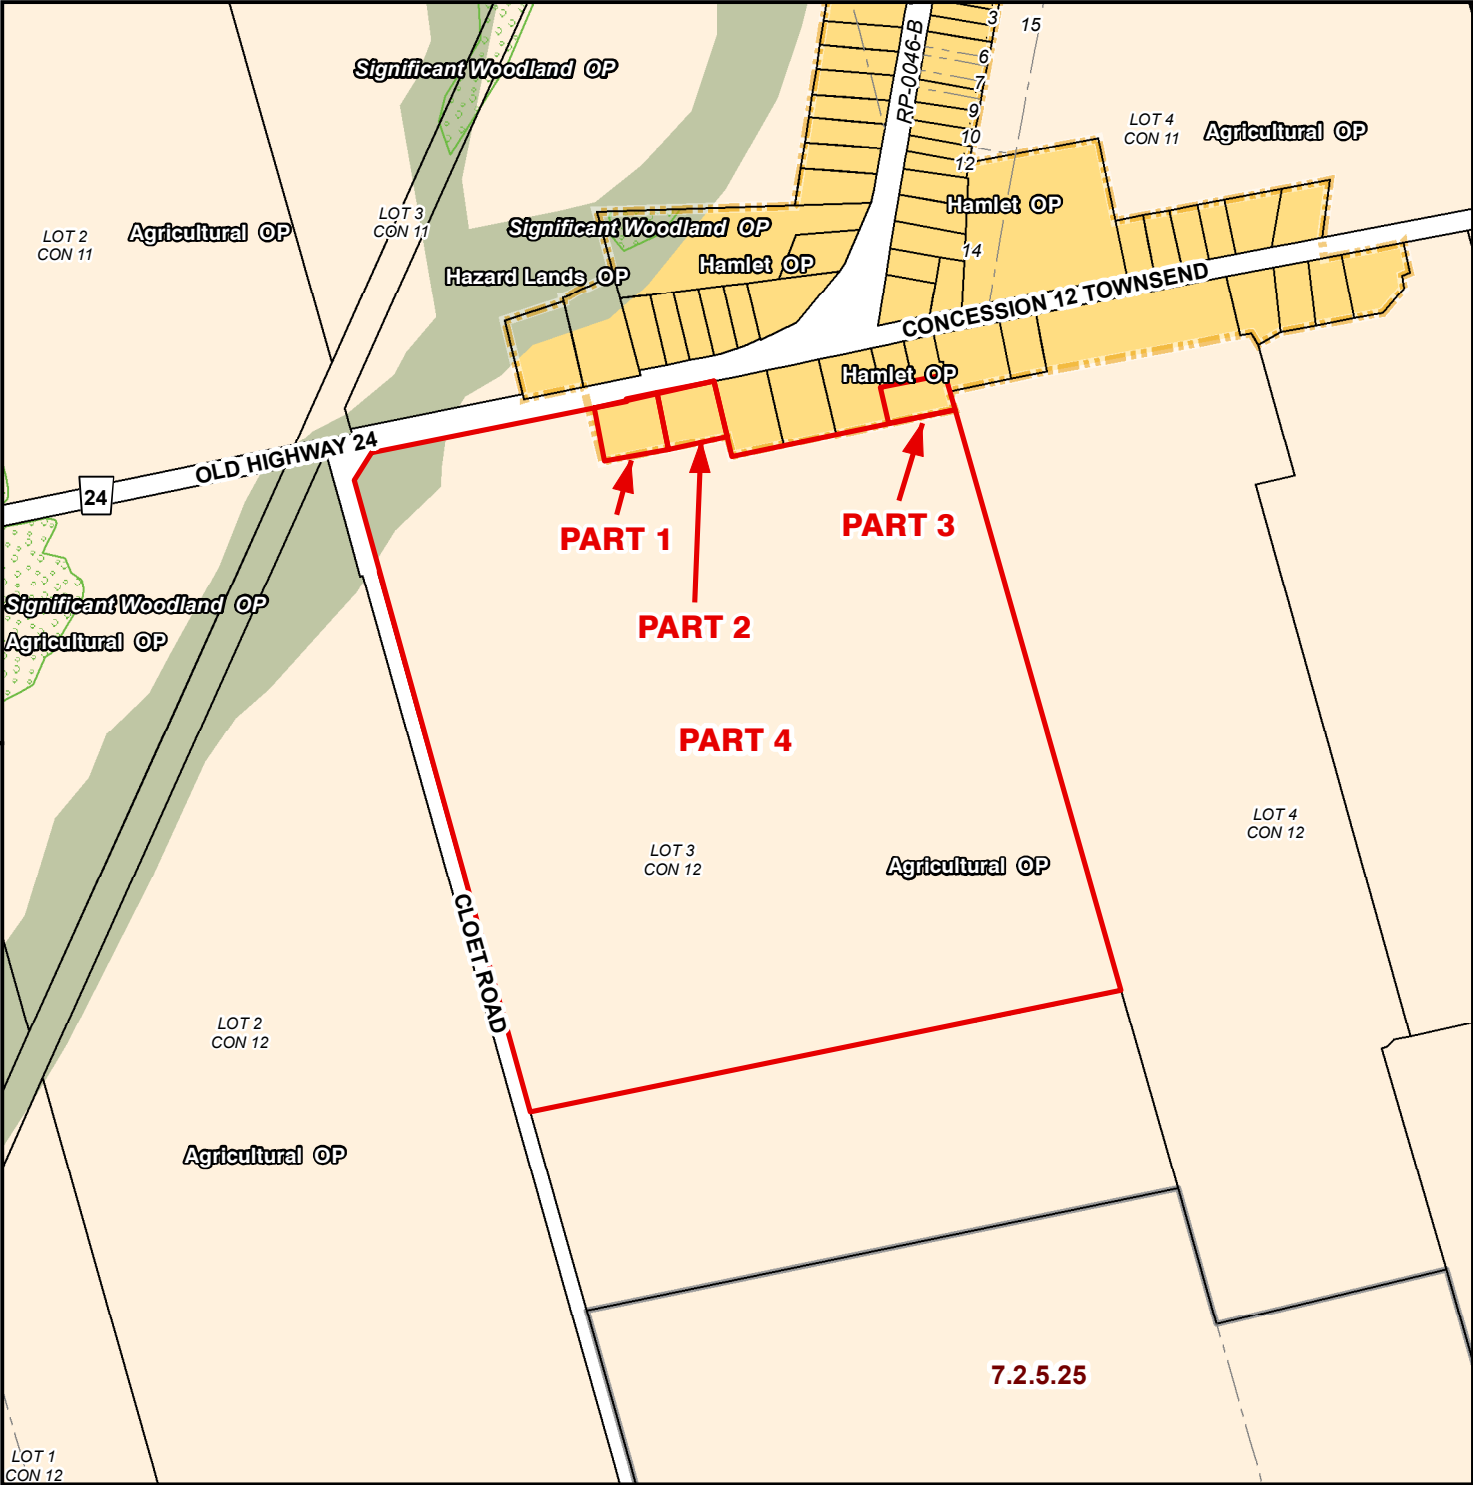 3
15
RP-0046-B
6
Significant Woodland OP
7
9
10
12
LOT 4
CON 11
Agricultural OP
Hamlet OP
LOT 3
CON 11
LOT 2
CON 11
Agricultural OP
Significant Woodland OP
14
Hamlet OP
Hazard Lands OP
CONCESSION 12 TOWNSEND
Hamlet OP
OLD HIGHWAY 24
24
PART 1
PART 3
PART 2
Significant Woodland OP
Agricultural OP
PART 4
LOT 4
CON 12
LOT 3
CON 12
Agricultural OP
CLOET ROAD
LOT 2
CON 12
Agricultural OP
7.2.5.25
LOT 1
CON 12